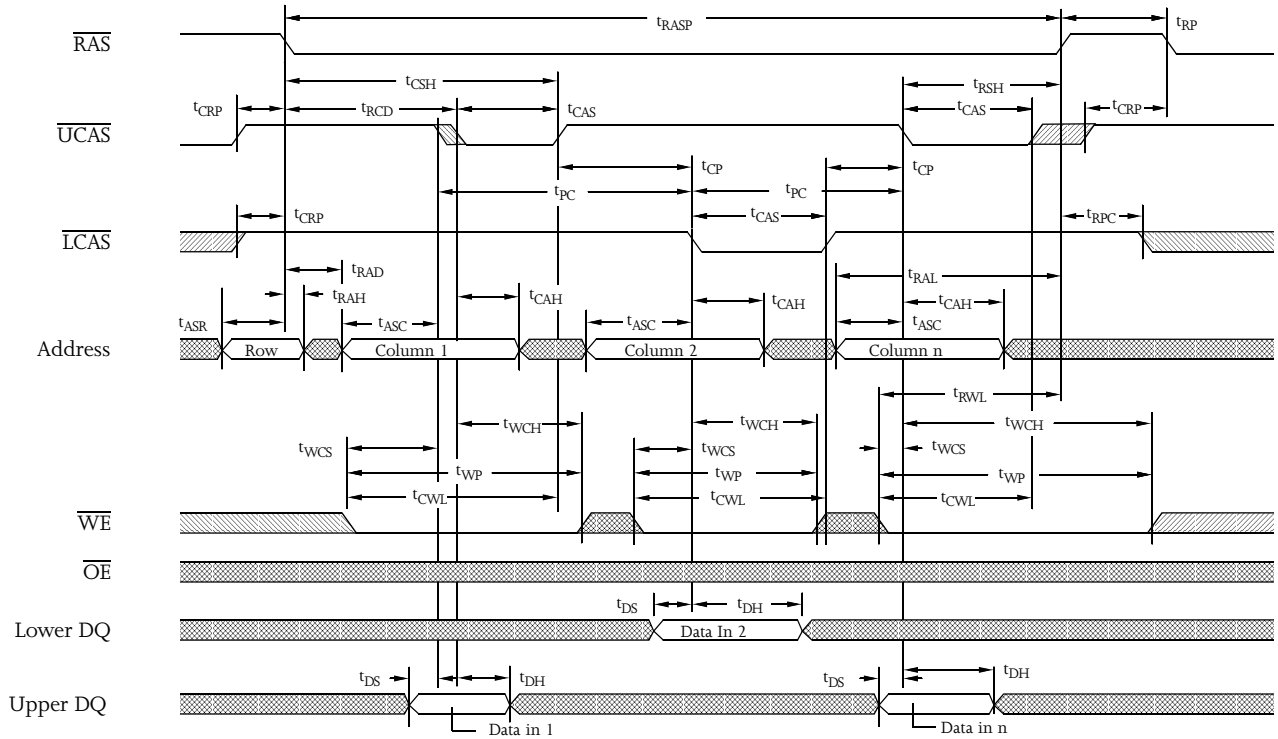 tRASP
tRP
RAS
tCSH
tRSH
tCRP
tRCD
tCAS
tCAS
tCRP
UCAS
tCP
tCP
tPC
tPC
tCRP
tCAS
tRPC
LCAS
tRAD
tRAL
tRAH
tCAH
tCAH
tCAH
tASR
tASC
tASC
tASC
Address
Row
Column 1
Column 2
Column n
tRWL
tWCH
tWCH
tWCH
tWCS
tWCS
tWCS
tWP
tWP
tWP
tCWL
tCWL
tCWL
WE
OE
tDS
tDH
Lower DQ
Data In 2
tDS
tDH
tDS
tDH
Upper DQ
Data in 1
Data in n